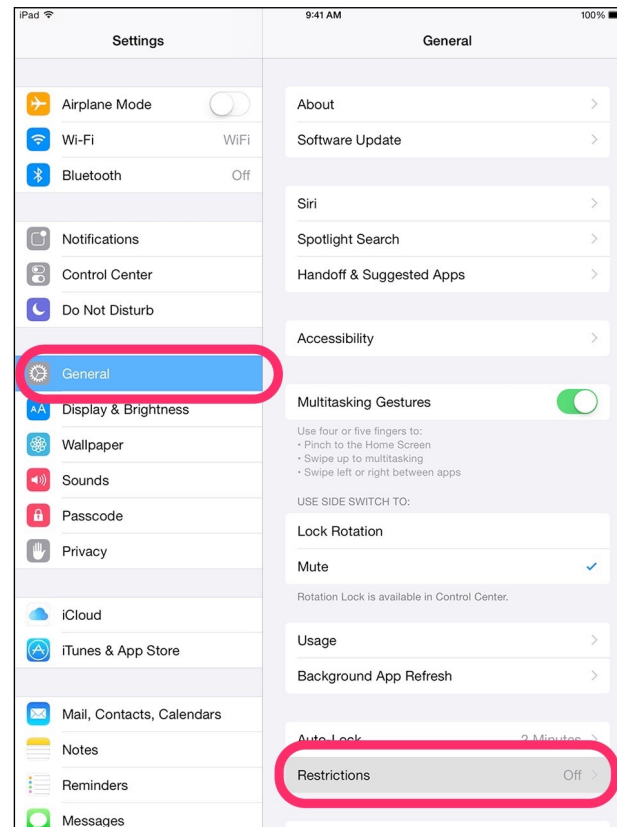 iPad 9:41 AM 100%
Settings
Airplane Mode
Wi-Fi WiFi
Bluetooth Off
Notifications
Control Center
Do Not Disturb
General
Display & Brightness
Wallpaper
Sounds
Passcode
Privacy
iCloud
iTunes & App Store
Mail, Contacts, Calendars
Notes
Reminders
Messages
General
About
Software Update
Siri
Spotlight Search
Handoff & Suggested Apps
Accessibility
Multitasking Gestures
Use four or five fingers to:
• Pinch to the Home Screen
• Swipe up to multitasking
• Swipe left or right between apps
USE SIDE SWITCH TO:
Lock Rotation
Mute
Rotation Lock is available in Control Center.
Usage
Background App Refresh
Auto-Lock 2 Minutes
Restrictions Off